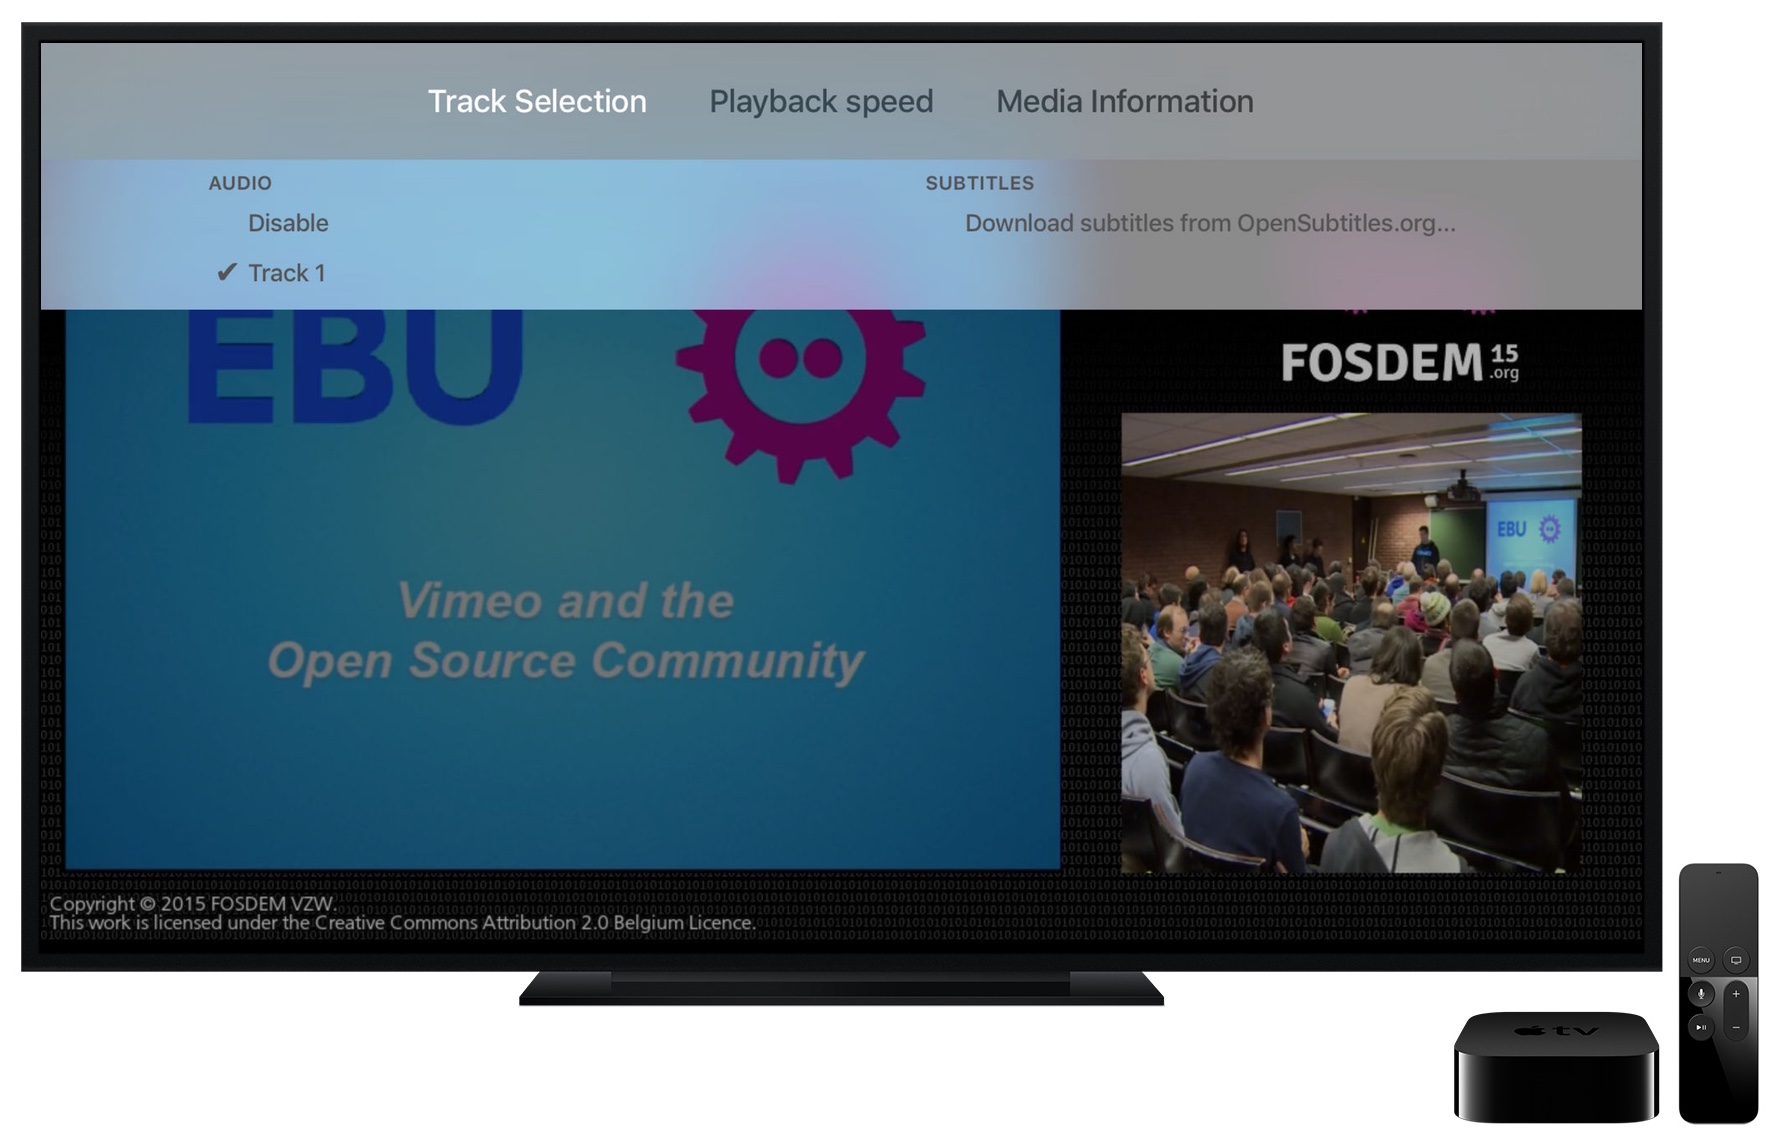 Track Selection Playback speed Media Information
AUDIO
Disable
✔ Track 1
SUBTITLES
Download subtitles from OpenSubtitles.org...
EBU
Vimeo and the
Open Source Community
FOSDEM 15
.org
EBU
Copyright © 2015 FOSDEM VZW.
This work is licensed under the Creative Commons Attribution 2.0 Belgium Licence.
MENU
tv